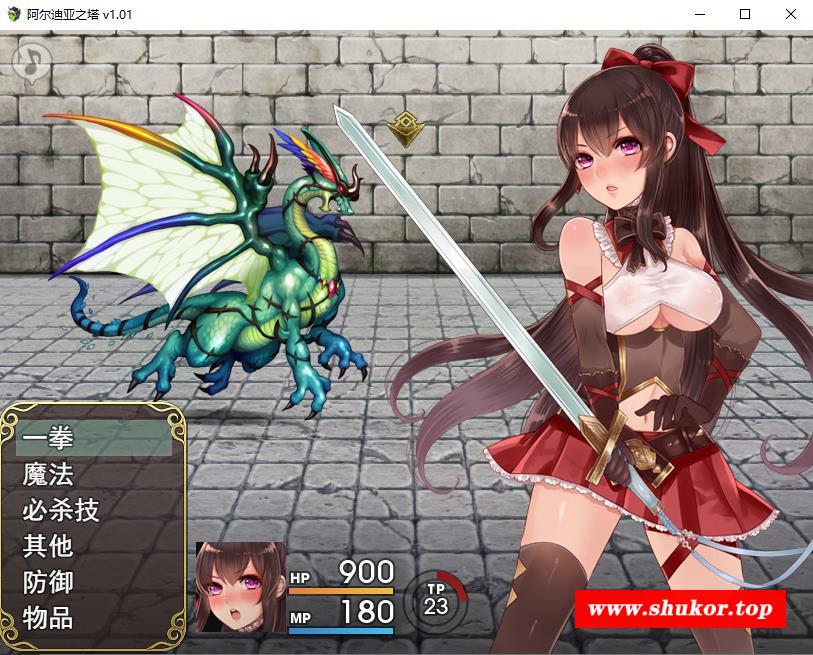 阿尔迪亚之塔 v1.01
一拳
魔法
必杀技
其他
防御
物品
HP 900
MP 180
TP
23
www.shukor.top